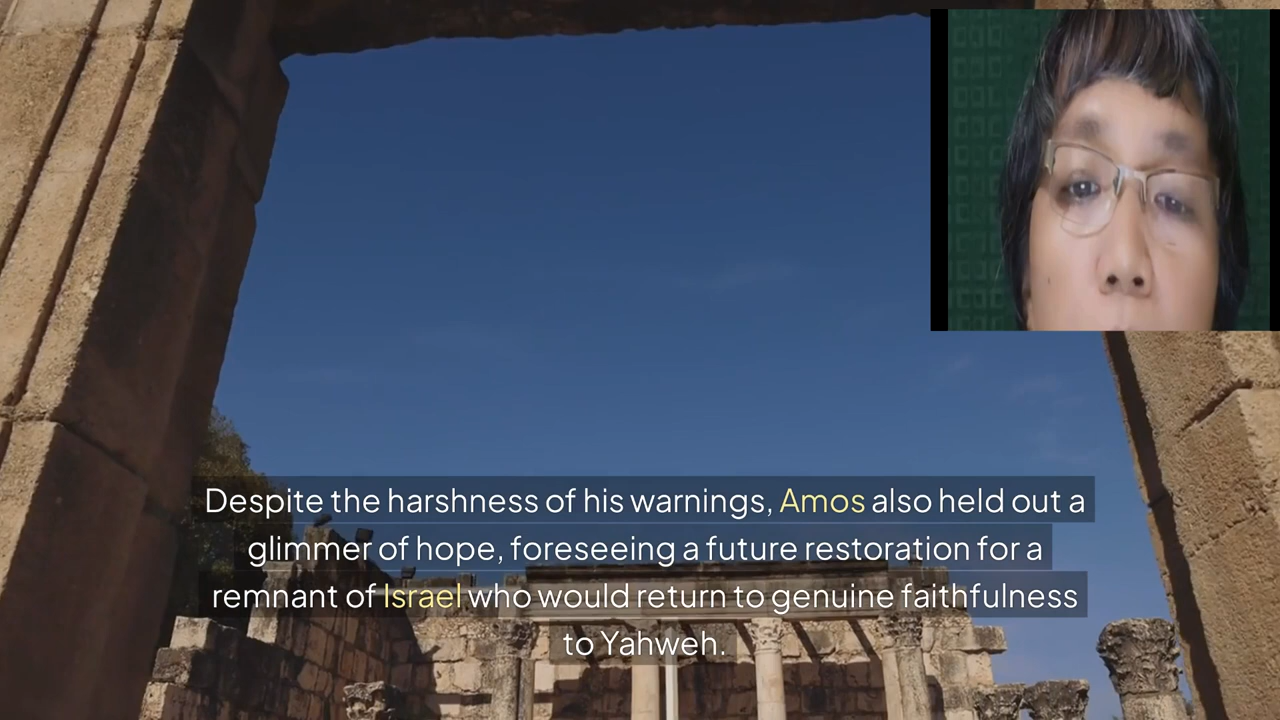 Despite the harshness of his warnings, Amos also held out a
glimmer of hope, foreseeing a future restoration for a
remnant of Israel who would return to genuine faithfulness
to Yahweh.